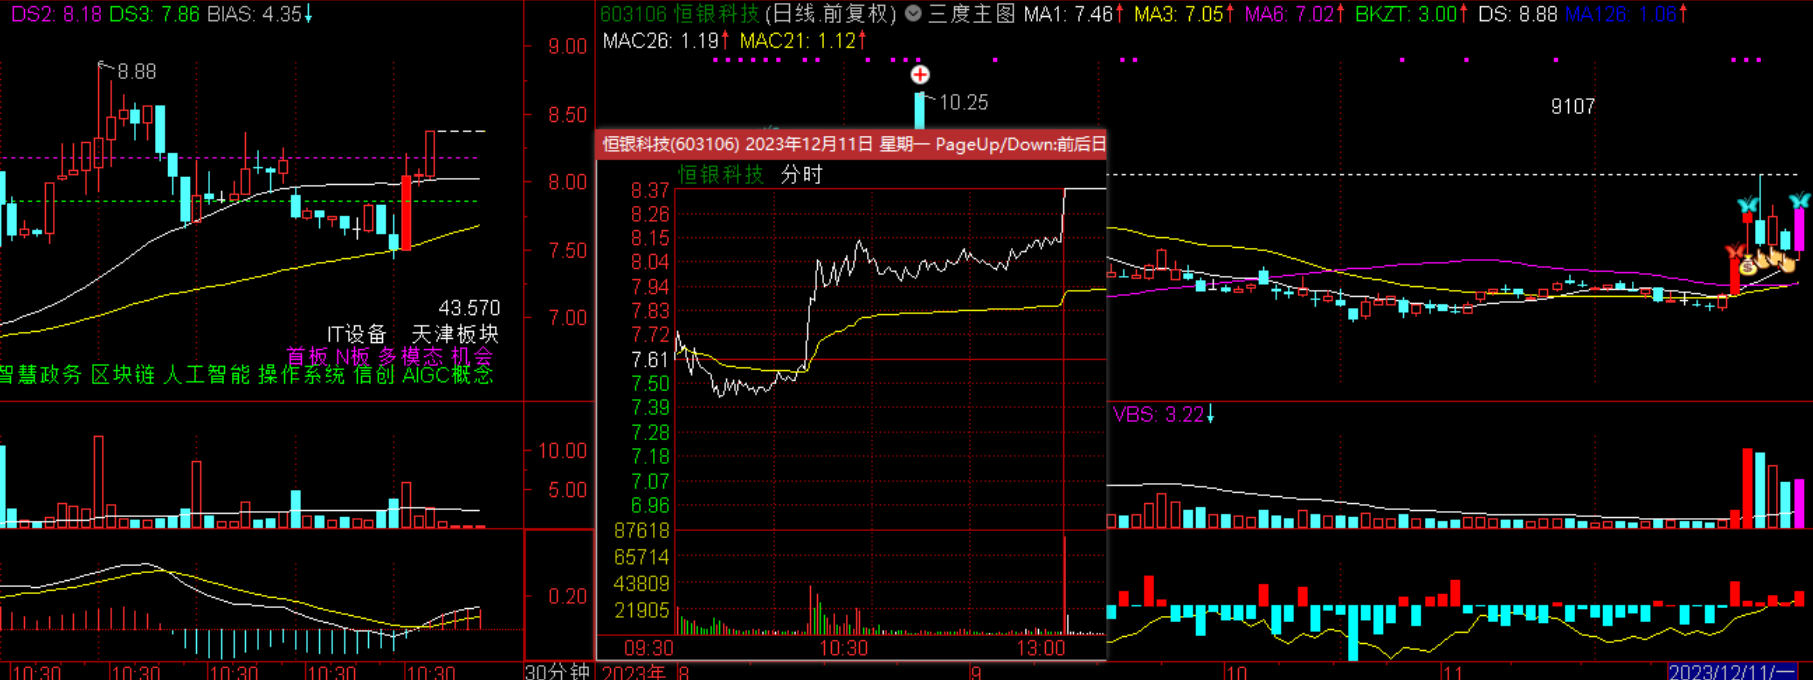 DS2: 8.18 DS3: 7.86 BIAS: 4.35↓
9.00
8.88
8.50
8.00
7.50
7.00
43.570
IT设备 天津板块
首板 N板 多模态 机会
智慧政务 区块链 人工智能 操作系统 信创 AIGC概念
10.00
5.00
0.20
10:30 10:30 10:30 10:30 10:30 30分钟
603106 恒银科技(日线.前复权) 三度主图 MA1: 7.46↑ MA3: 7.05↑ MA6: 7.02↑ BKZT: 3.00↑ DS: 8.88 MA126: 1.08↑
MAC26: 1.19↑ MAC21: 1.12↑
10.25
9107
恒银科技(603106) 2023年12月11日 星期一 PageUp/Down:前后日
恒银科技 分时
8.37
8.26
8.15
8.04
7.94
7.83
7.72
7.61
7.50
7.39
7.28
7.18
7.07
6.96
87618
65714
43809
21905
09:30 10:30 13:00
VBS: 3.22↓
2023年 8 9 10 11 2023/12/11/一